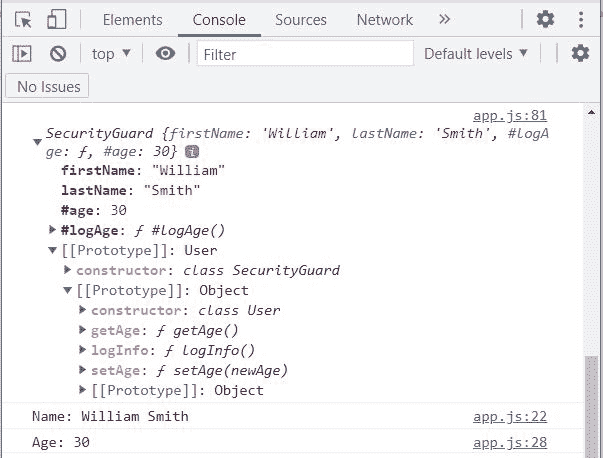 Elements Console Sources Network »
top ▼ Filter Default levels ▼
No Issues
app.js:81
SecurityGuard {firstName: 'William', lastName: 'Smith', #logA
ge: ƒ, #age: 30} i
firstName: "William"
lastName: "Smith"
#age: 30
▶ #logAge: ƒ #logAge()
▼ [[Prototype]]: User
▶ constructor: class SecurityGuard
▼ [[Prototype]]: Object
▶ constructor: class User
▶ getAge: ƒ getAge()
▶ logInfo: ƒ logInfo()
▶ setAge: ƒ setAge(newAge)
▶ [[Prototype]]: Object
Name: William Smith app.js:22
Age: 30 app.js:28